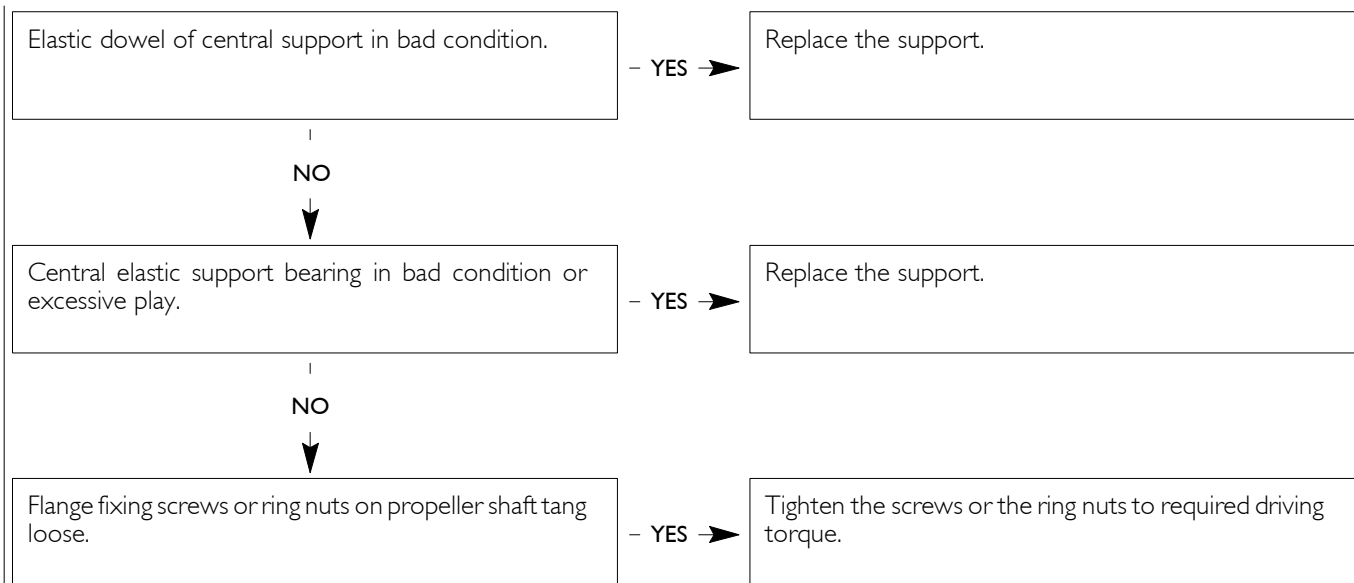 Elastic dowel of central support in bad condition.
YES
Replace the support.
NO
Central elastic support bearing in bad condition or
excessive play.
YES
Replace the support.
NO
Flange fixing screws or ring nuts on propeller shaft tang
loose.
YES
Tighten the screws or the ring nuts to required driving
torque.